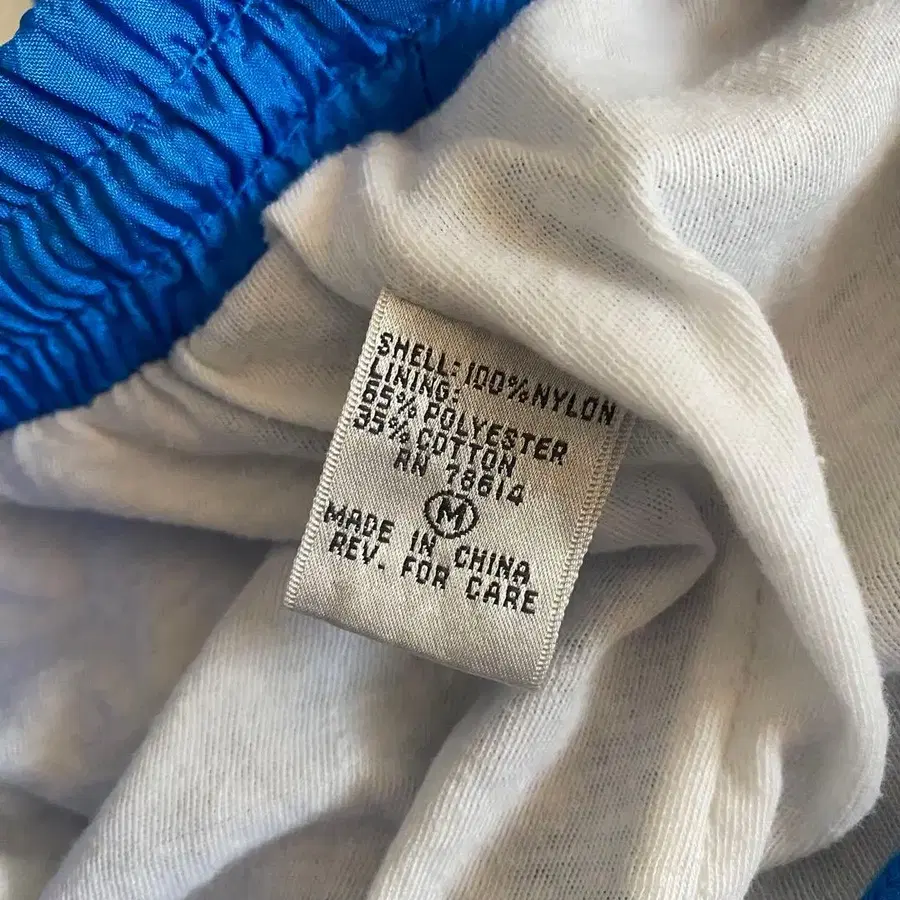 SHELL: 100% NYLON
LINING:
65% POLYESTER
35% COTTON
RN 78614
M
MADE IN CHINA
REV. FOR CARE